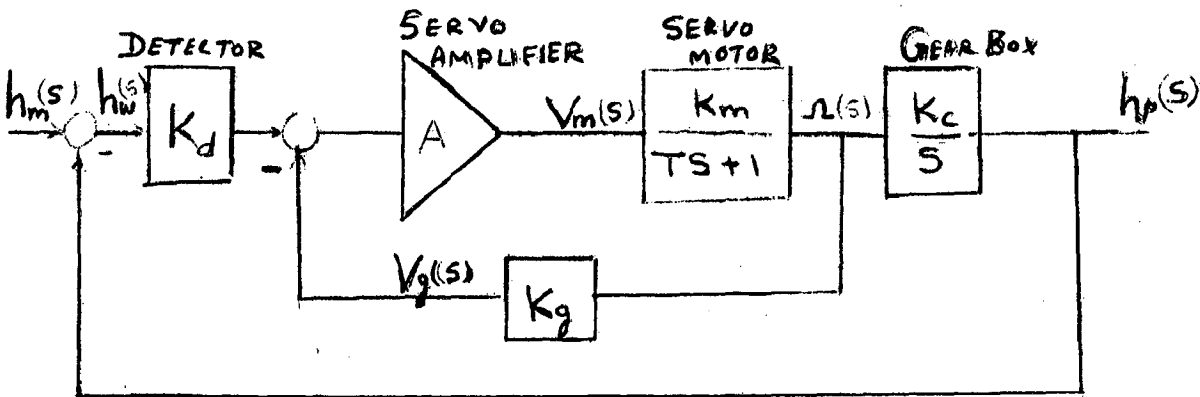 DETECTOR
SERVO
AMPLIFIER
SERVO
MOTOR
GEAR BOX
hm(s)
hw(s)
Kd
A
Vm(s)
Km
TS + 1
Ω(s)
Kc
S
hp(s)
-
-
Vg(s)
Kg